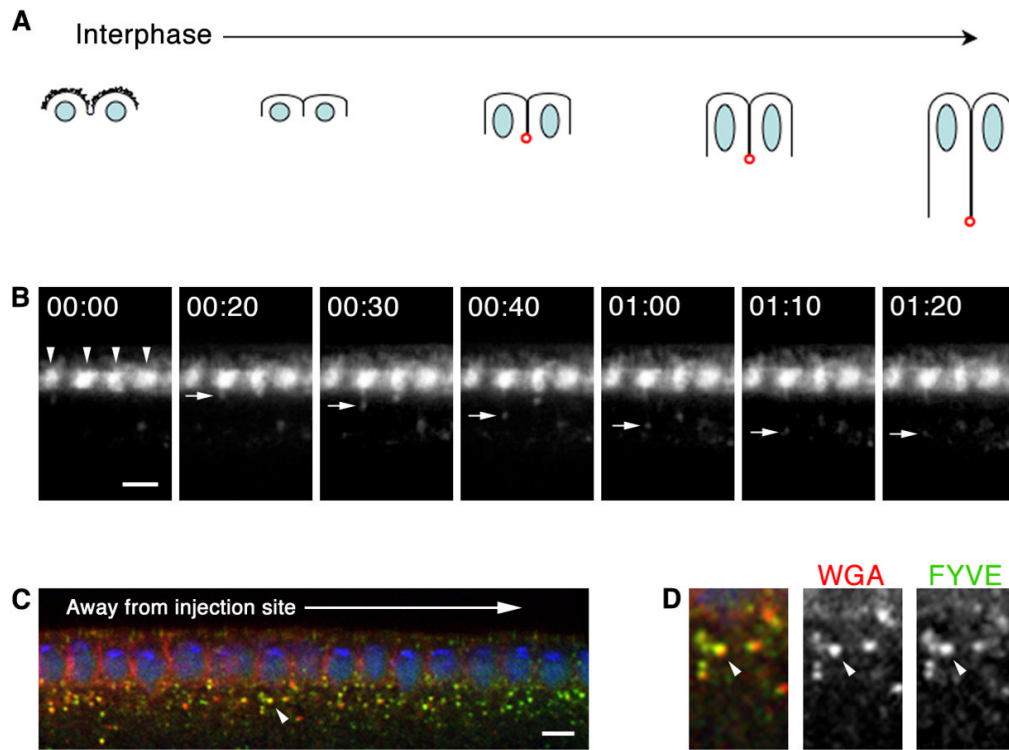 A
Interphase
B
00:00
00:20
00:30
00:40
01:00
01:10
01:20
C
Away from injection site
D
WGA
FYVE